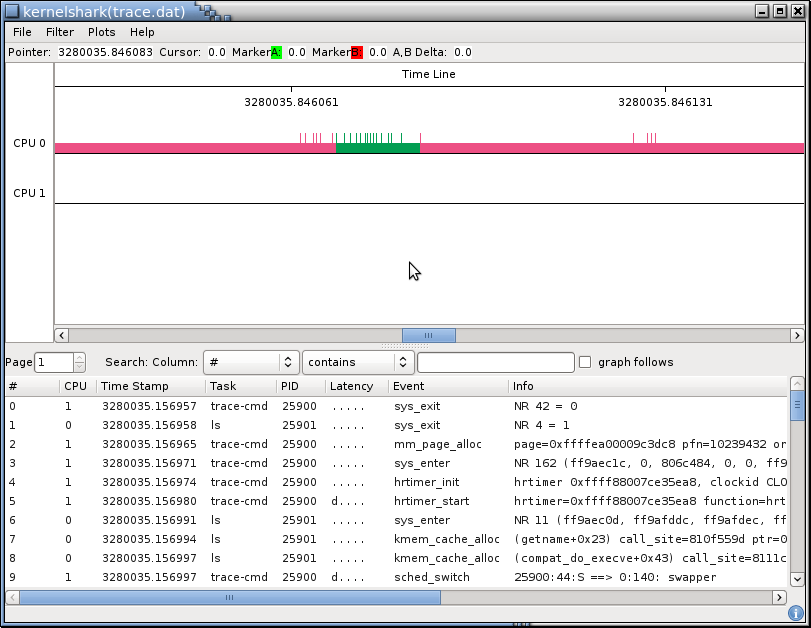 kernelshark(trace.dat)
File Filter Plots Help
Pointer: 3280035.846083 Cursor: 0.0 MarkerA: 0.0 MarkerB: 0.0 A,B Delta: 0.0
Time Line
3280035.846061 3280035.846131
CPU 0
CPU 1
Page 1 Search: Column: # contains graph follows
# CPU Time Stamp Task PID Latency Event Info
0 1 3280035.156957 trace-cmd 25900 ..... sys_exit NR 42 = 0
1 0 3280035.156958 ls 25901 ..... sys_exit NR 4 = 1
2 1 3280035.156965 trace-cmd 25900 ..... mm_page_alloc page=0xffffea00009c3dc8 pfn=10239432 or
3 1 3280035.156971 trace-cmd 25900 ..... sys_enter NR 162 (ff9aec1c, 0, 806c484, 0, 0, ff9
4 1 3280035.156974 trace-cmd 25900 ..... hrtimer_init hrtimer 0xffff88007ce35ea8, clockid CLO
5 1 3280035.156980 trace-cmd 25900 d.... hrtimer_start hrtimer=0xffff88007ce35ea8 function=hrt
6 0 3280035.156991 ls 25901 ..... sys_enter NR 11 (ff9aec0d, ff9afddc, ff9afdec, ff
7 0 3280035.156994 ls 25901 ..... kmem_cache_alloc (getname+0x23) call_site=810f559d ptr=0
8 0 3280035.156997 ls 25901 ..... kmem_cache_alloc (compat_do_execve+0x43) call_site=8111c
9 1 3280035.156997 trace-cmd 25900 d.... sched_switch 25900:44:S ==> 0:140: swapper